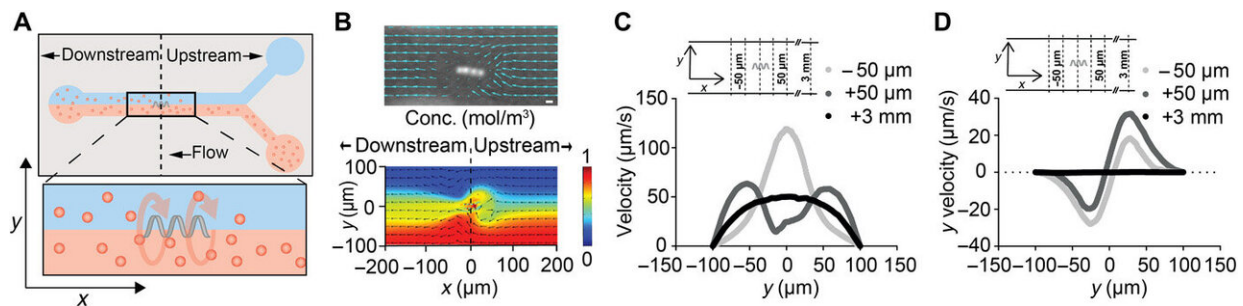 A
Downstream
Upstream
Flow
y
x
B
Conc. (mol/m³)
Downstream
Upstream
1
0
y (µm)
100
0
−100
−200
−100
0
100
200
x (µm)
C
y
x
-50 µm
50 µm
3 mm
−50 µm
+50 µm
+3 mm
Velocity (µm/s)
150
100
50
0
−150
−100
−50
0
50
100
150
y (µm)
D
y
x
-50 µm
50 µm
3 mm
−50 µm
+50 µm
+3 mm
y velocity (µm/s)
40
20
0
−20
−40
−150
−100
−50
0
50
100
150
y (µm)